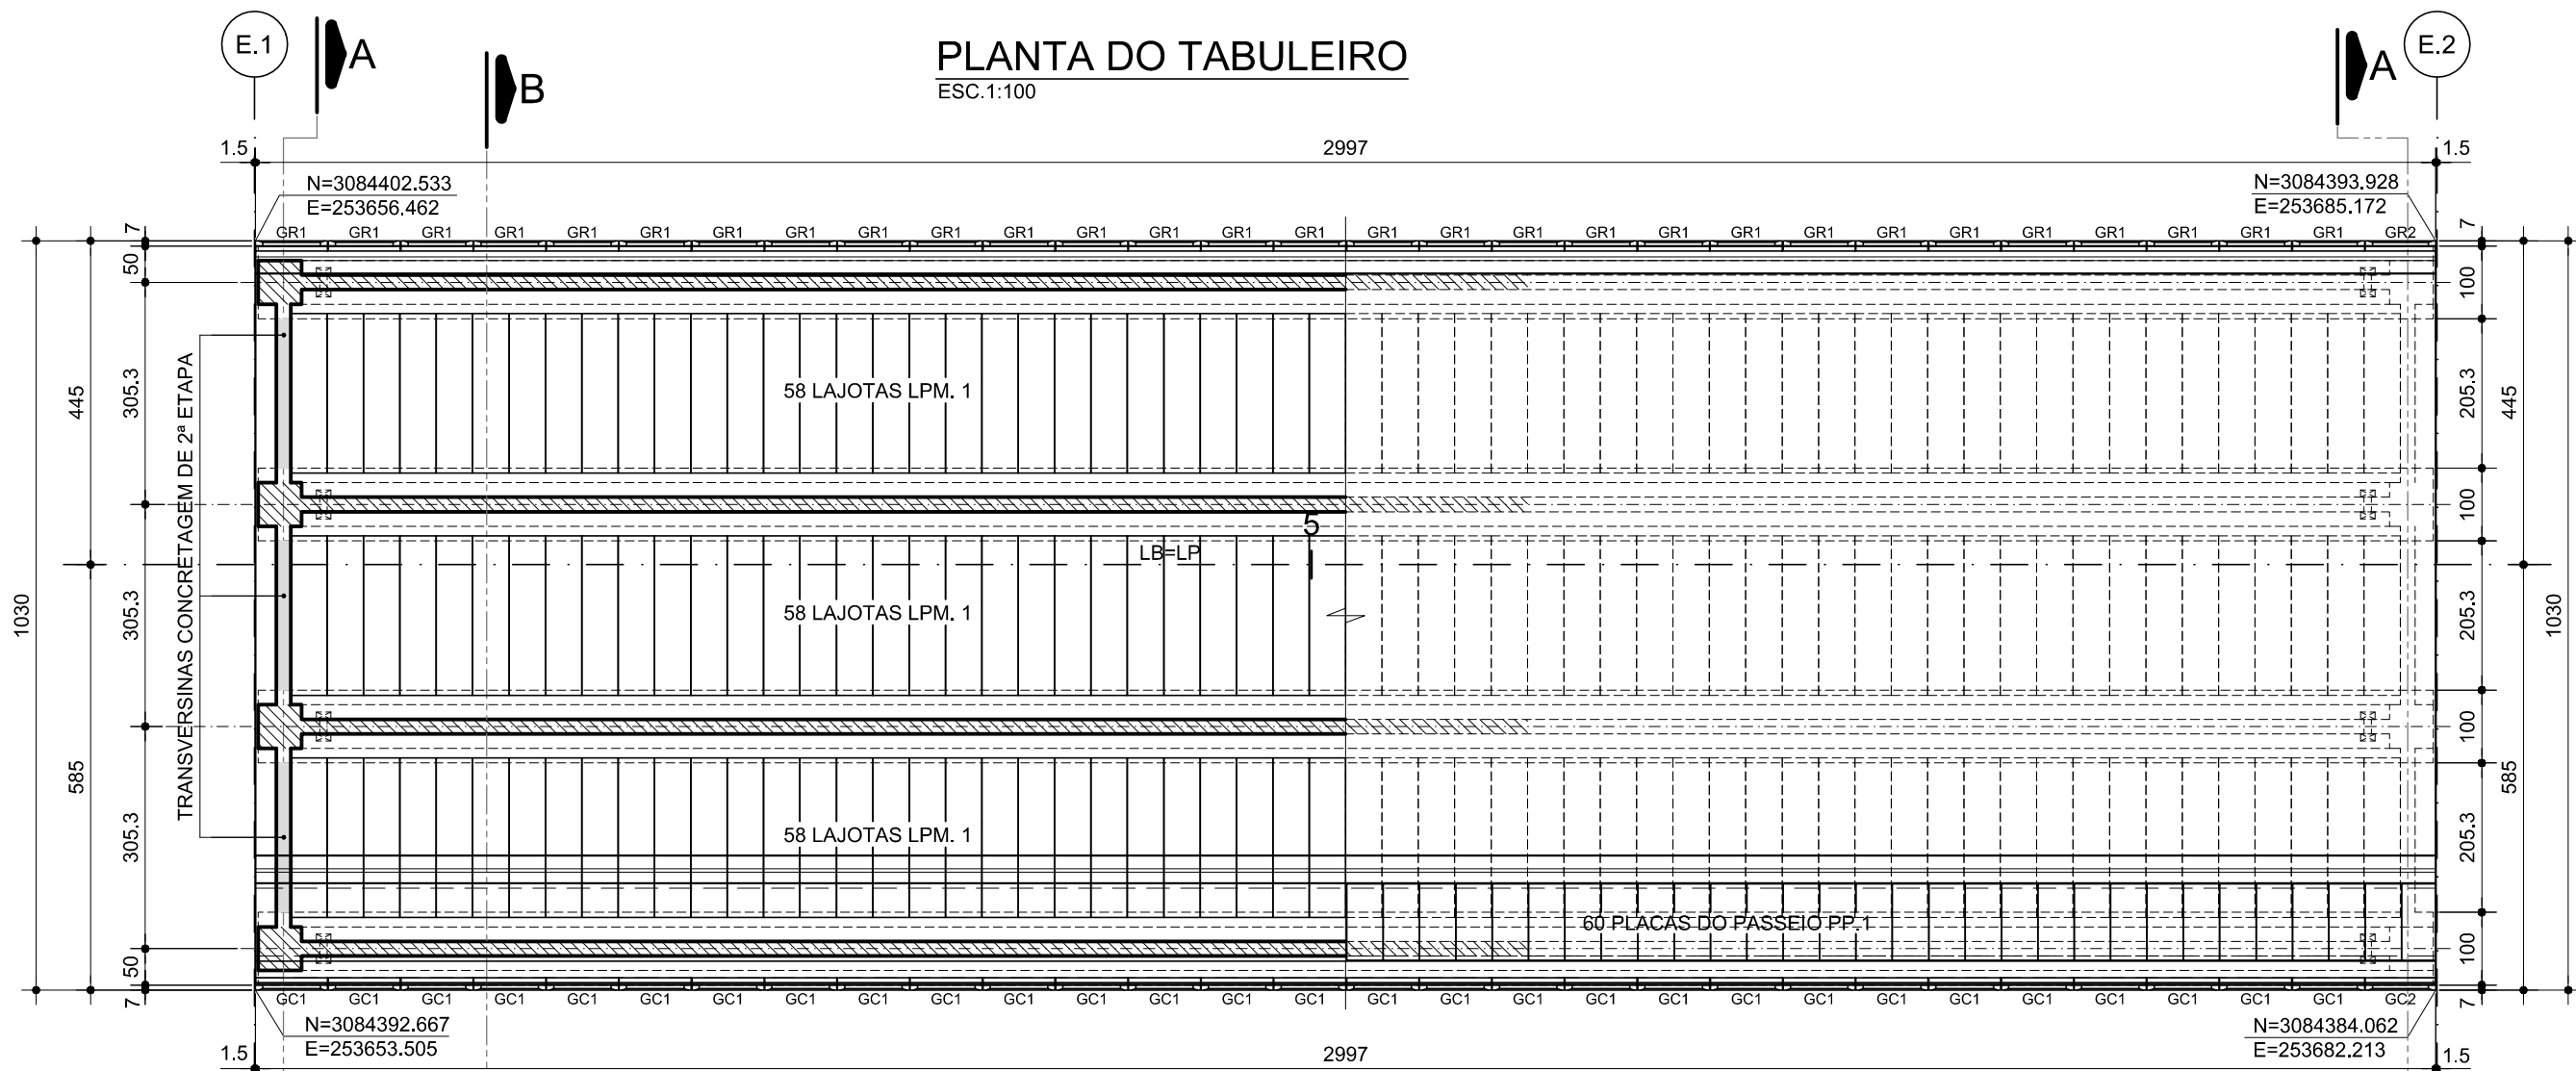 E.1
A
B
PLANTA DO TABULEIRO
ESC.1:100
A
E.2
1.5
2997
1.5
N=3084402.533
E=253656.462
N=3084393.928
E=253685.172
GR1 GR1 GR1 GR1 GR1 GR1 GR1 GR1 GR1 GR1 GR1 GR1 GR1 GR1 GR1 GR1 GR1 GR1 GR1 GR1 GR1 GR1 GR1 GR1 GR1 GR1 GR1 GR1 GR1 GR2
7
50
305.3
305.3
305.3
50
7
445
585
1030
TRANSVERSINAS CONCRETAGEM DE 2ª ETAPA
58 LAJOTAS LPM. 1
5
LB=LP
58 LAJOTAS LPM. 1
58 LAJOTAS LPM. 1
60 PLACAS DO PASSEIO PP.1
7
100
205.3
100
205.3
100
205.3
100
7
445
585
1030
GC1 GC1 GC1 GC1 GC1 GC1 GC1 GC1 GC1 GC1 GC1 GC1 GC1 GC1 GC1 GC1 GC1 GC1 GC1 GC1 GC1 GC1 GC1 GC1 GC1 GC1 GC1 GC1 GC1 GC2
N=3084392.667
E=253653.505
N=3084384.062
E=253682.213
1.5
2997
1.5